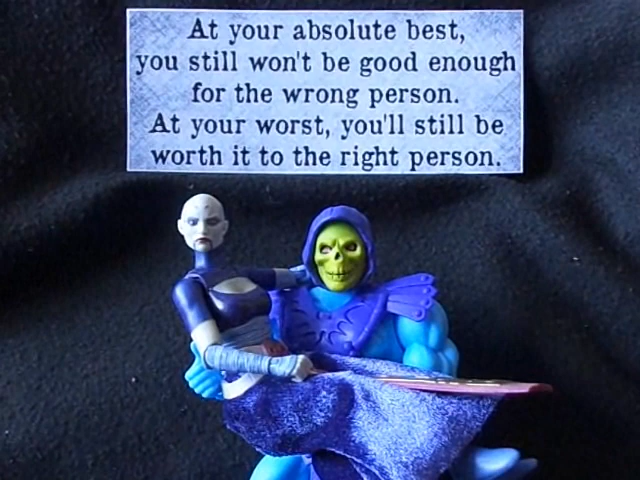 At your absolute best,
you still won't be good enough
for the wrong person.
At your worst, you'll still be
worth it to the right person.